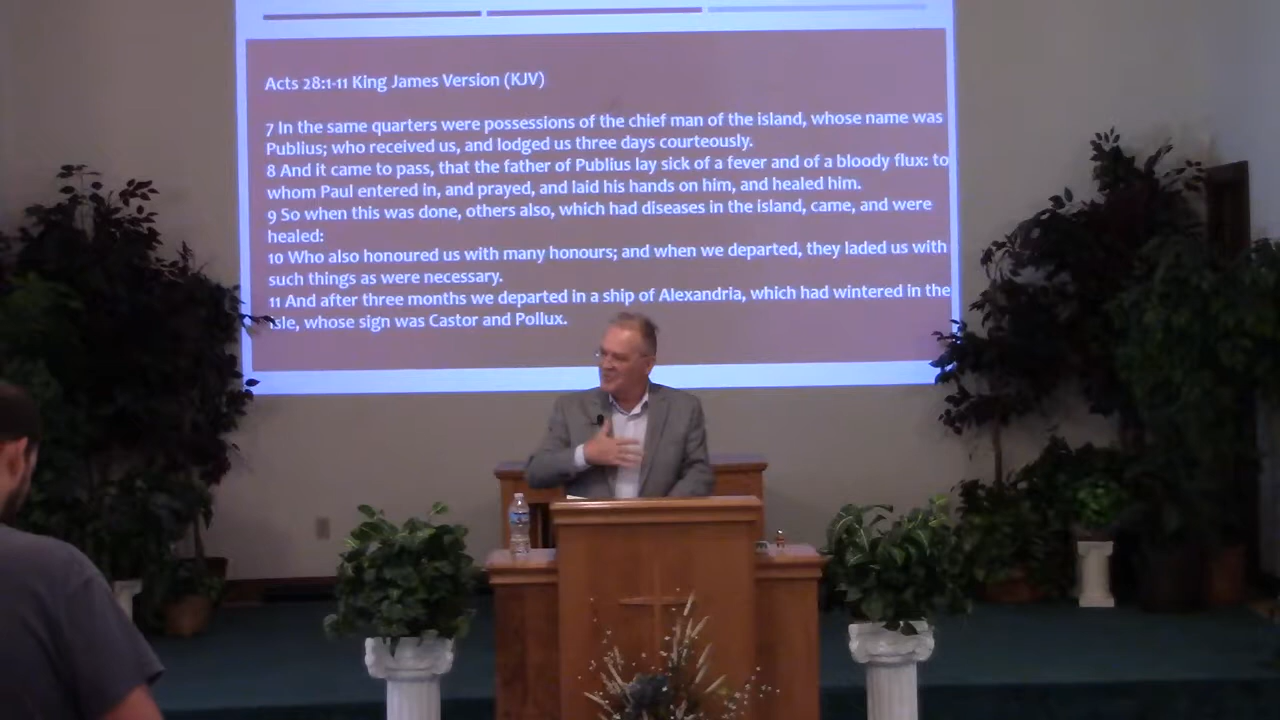 Acts 28:1-11 King James Version (KJV)
7 In the same quarters were possessions of the chief man of the island, whose name was
Publius; who received us, and lodged us three days courteously.
8 And it came to pass, that the father of Publius lay sick of a fever and of a bloody flux: to
whom Paul entered in, and prayed, and laid his hands on him, and healed him.
9 So when this was done, others also, which had diseases in the island, came, and were
healed:
10 Who also honoured us with many honours; and when we departed, they laded us with
such things as were necessary.
11 And after three months we departed in a ship of Alexandria, which had wintered in the
isle, whose sign was Castor and Pollux.